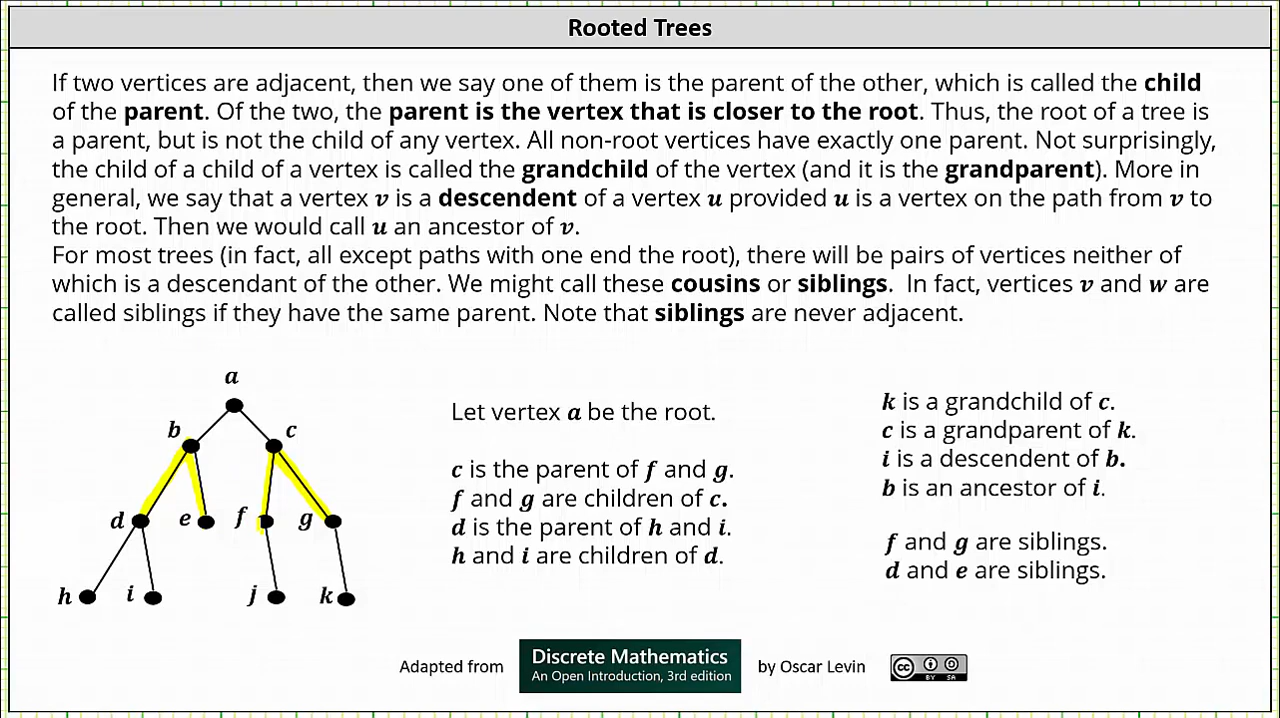 Rooted Trees
If two vertices are adjacent, then we say one of them is the parent of the other, which is called the child
of the parent. Of the two, the parent is the vertex that is closer to the root. Thus, the root of a tree is
a parent, but is not the child of any vertex. All non-root vertices have exactly one parent. Not surprisingly,
the child of a child of a vertex is called the grandchild of the vertex (and it is the grandparent). More in
general, we say that a vertex v is a descendent of a vertex u provided u is a vertex on the path from v to
the root. Then we would call u an ancestor of v.
For most trees (in fact, all except paths with one end the root), there will be pairs of vertices neither of
which is a descendant of the other. We might call these cousins or siblings. In fact, vertices v and w are
called siblings if they have the same parent. Note that siblings are never adjacent.
a
b c
d e f g
h i j k
Let vertex a be the root.
c is the parent of f and g.
f and g are children of c.
d is the parent of h and i.
h and i are children of d.
k is a grandchild of c.
c is a grandparent of k.
i is a descendent of b.
b is an ancestor of i.
f and g are siblings.
d and e are siblings.
Adapted from
Discrete Mathematics
An Open Introduction, 3rd edition
by Oscar Levin
cc BY SA